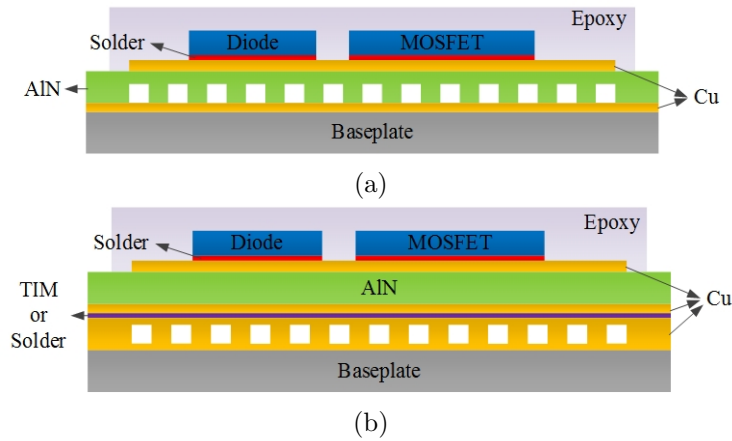 Epoxy
Solder
Diode
MOSFET
AlN
Cu
Baseplate
(a)
Epoxy
Solder
Diode
MOSFET
AlN
TIM
or
Solder
Cu
Baseplate
(b)